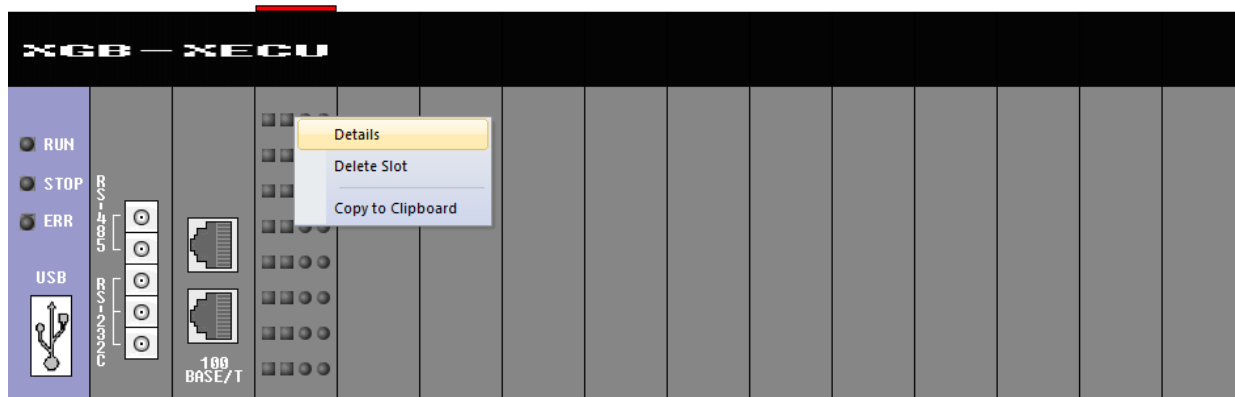 XGB-XECU
RUN
STOP
ERR
USB
RS-485
RS-232C
100
BASE/T
Details
Delete Slot
Copy to Clipboard